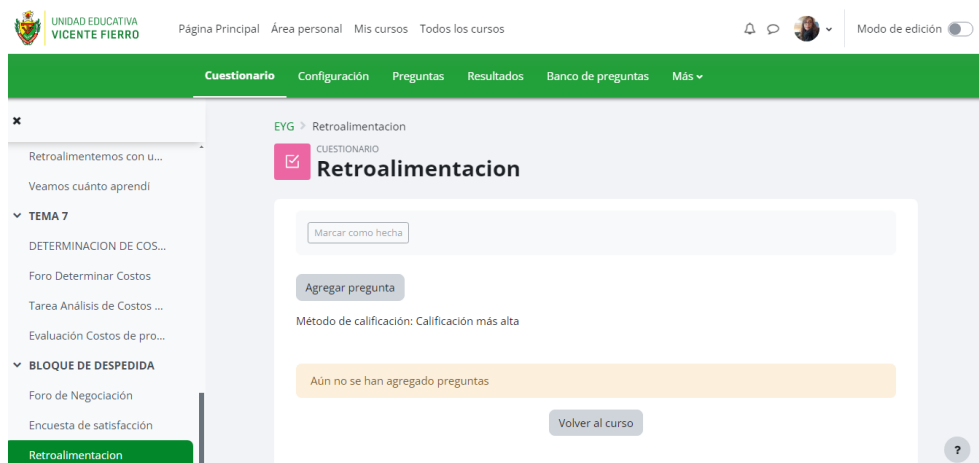 UNIDAD EDUCATIVA
VICENTE FIERRO
Página Principal Área personal Mis cursos Todos los cursos
Modo de edición
Cuestionario Configuración Preguntas Resultados Banco de preguntas Más
EYG > Retroalimentacion
CUESTIONARIO
Retroalimentacion
Retroalimentemos con u...
Veamos cuánto aprendi
TEMA 7
DETERMINACION DE COS...
Foro Determinar Costos
Tarea Análisis de Costos ...
Evaluación Costos de pro...
BLOQUE DE DESPEDIDA
Foro de Negociación
Encuesta de satisfacción
Retroalimentacion
Marcar como hecha
Agregar pregunta
Método de calificación: Calificación más alta
Aún no se han agregado preguntas
Volver al curso
?